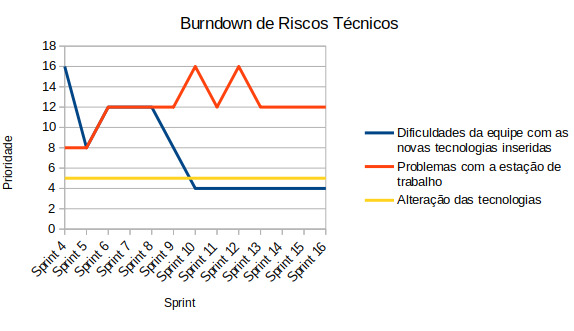 Burndown de Riscos Técnicos
18
16
14
12
10
8
6
4
2
0
Prioridade
Sprint 4
Sprint 5
Sprint 6
Sprint 7
Sprint 8
Sprint 9
Sprint 10
Sprint 11
Sprint 12
Sprint 13
Sprint 14
Sprint 15
Sprint 16
Sprint
Dificuldades da equipe com as
novas tecnologias inseridas
Problemas com a estação de
trabalho
Alteração das tecnologias